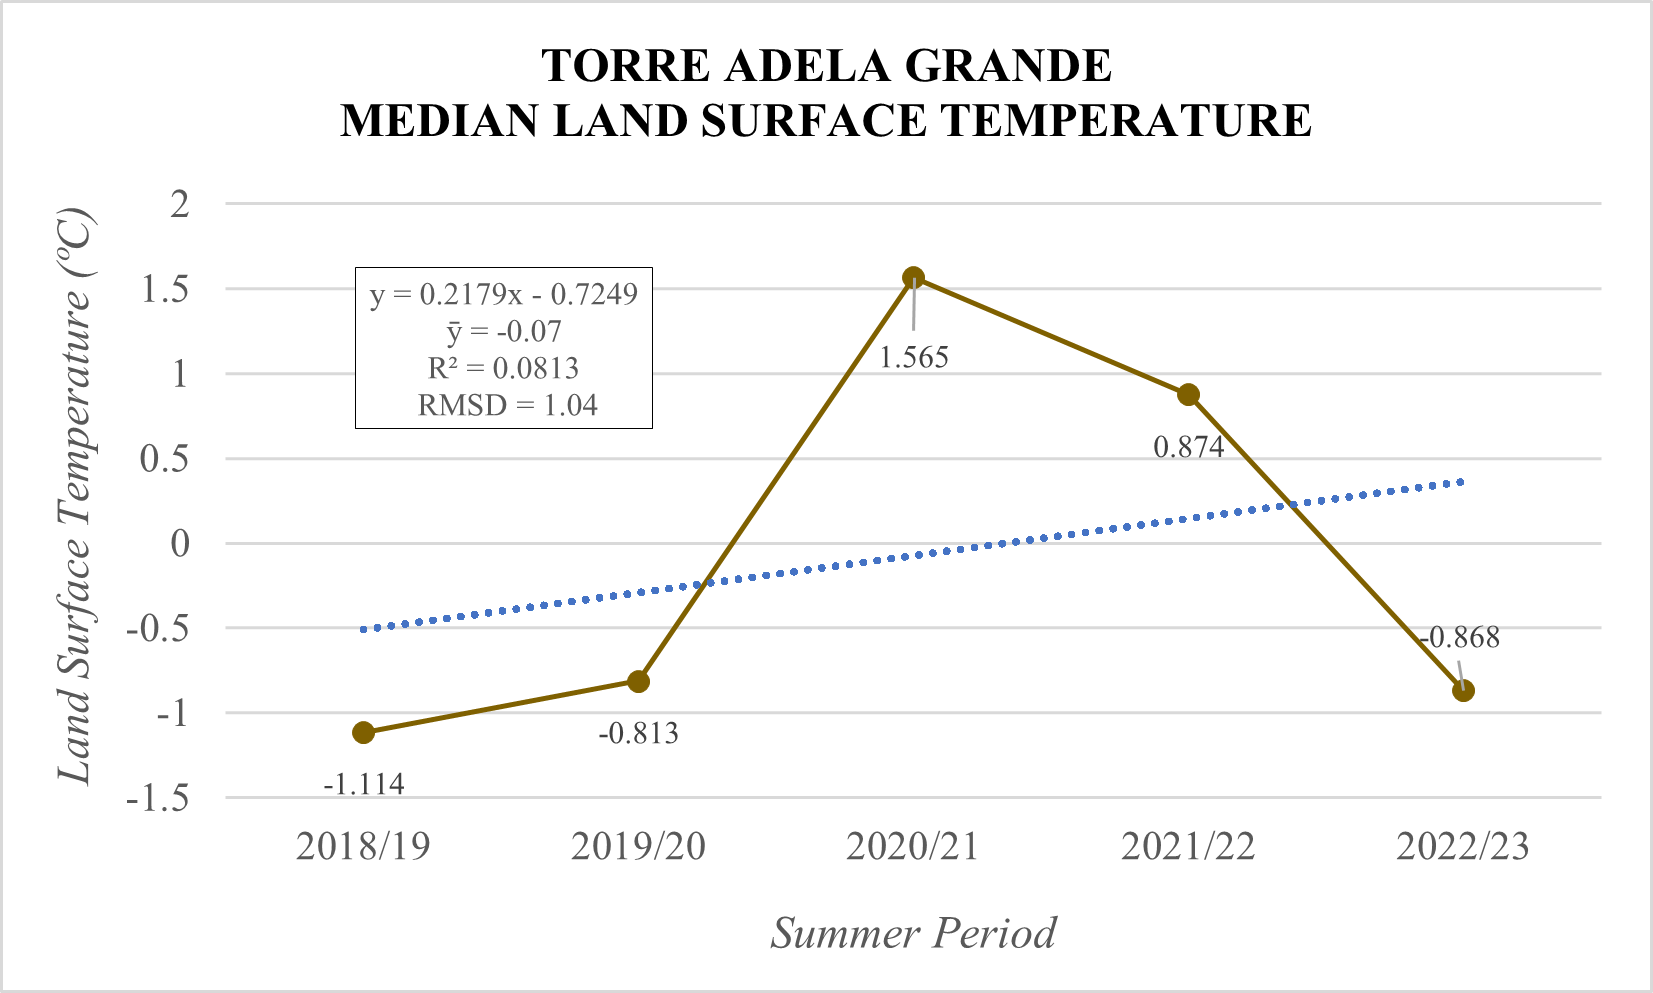 TORRE ADELA GRANDE
MEDIAN LAND SURFACE TEMPERATURE
Land Surface Temperature (ºC)
2
1.5
1
0.5
0
-0.5
-1
-1.5
y = 0.2179x - 0.7249
ȳ = -0.07
R² = 0.0813
RMSD = 1.04
-1.114
-0.813
1.565
0.874
-0.868
2018/19
2019/20
2020/21
2021/22
2022/23
Summer Period